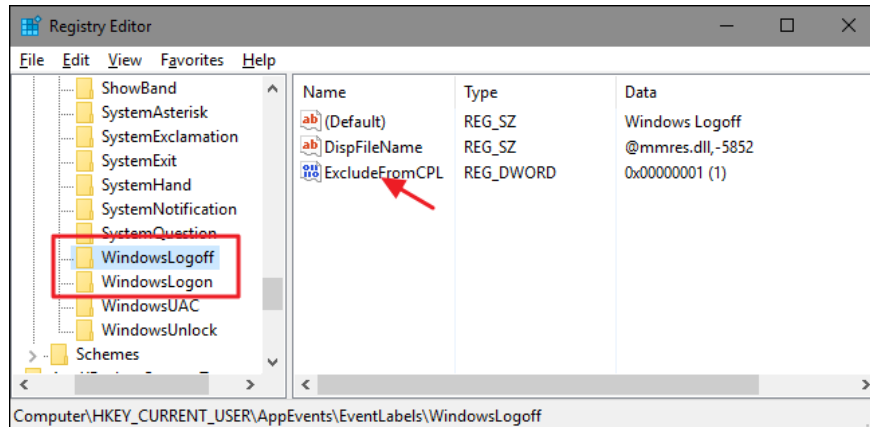 Registry Editor
File Edit View Favorites Help
ShowBand
SystemAsterisk
SystemExclamation
SystemExit
SystemHand
SystemNotification
SystemQuestion
WindowsLogoff
WindowsLogon
WindowsUAC
WindowsUnlock
Schemes
Name Type Data
(Default) REG_SZ Windows Logoff
DispFileName REG_SZ @mmres.dll,-5852
ExcludeFromCPL REG_DWORD 0x00000001 (1)
Computer\HKEY_CURRENT_USER\AppEvents\EventLabels\WindowsLogoff